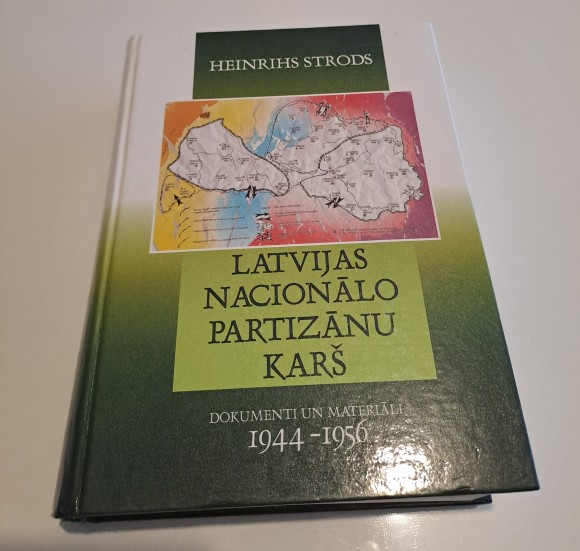 HEINRIHS STRODS
LATVIJAS
NACIONĀLO
PARTIZĀNU
KARŠ
DOKUMENTI UN MATERIĀLI
1944-1956